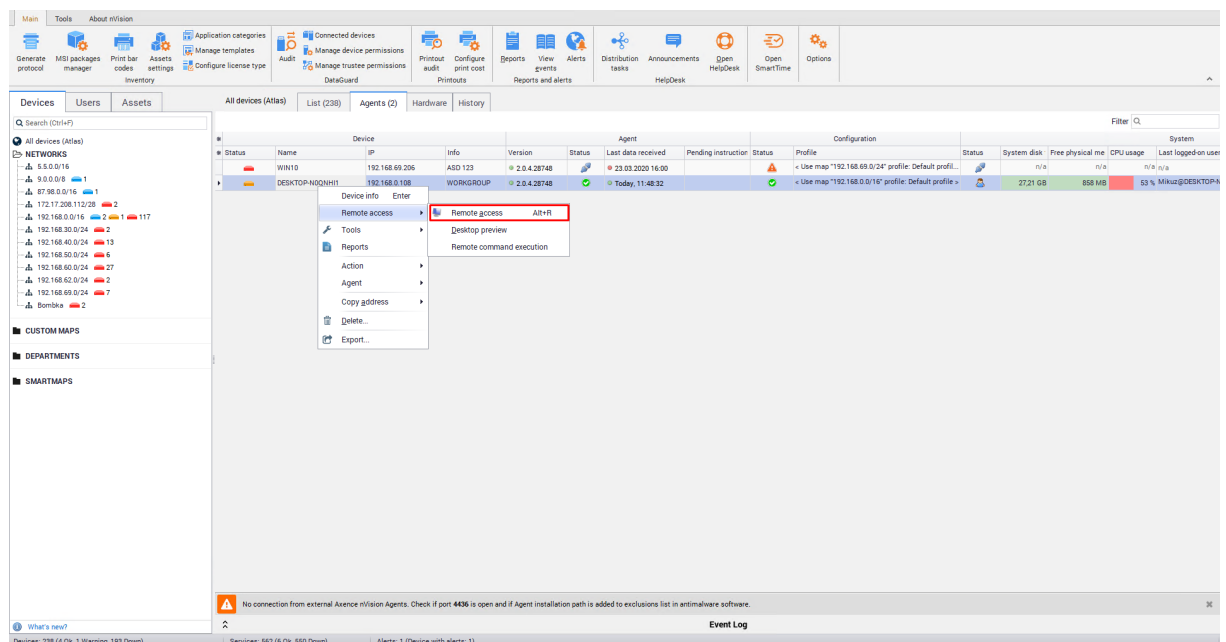 Main Tools About nVision
Generate protocol
MSI packages manager
Print bar codes
Assets settings
Application categories
Manage templates
Configure license type
Inventory
Audit
Connected devices
Manage device permissions
Manage trustee permissions
DataGuard
Printout audit
Configure print cost
Printouts
Reports
View events
Alerts
Reports and alerts
Distribution tasks
Announcements
Open HelpDesk
HelpDesk
Open SmartTime
Options
Devices Users Assets
Search (Ctrl+F)
All devices (Atlas)
NETWORKS
5.5.0.0/16
9.0.0.0/8 1
87.98.0.0/16 1
172.17.208.112/28 2
192.168.0.0/16 2 1 117
192.168.30.0/24 2
192.168.40.0/24 13
192.168.50.0/24 6
192.168.60.0/24 27
192.168.62.0/24 2
192.168.69.0/24 7
Bombka 2
CUSTOM MAPS
DEPARTMENTS
SMARTMAPS
What's new?
All devices (Atlas) List (238) Agents (2) Hardware History
Filter
Device Agent Configuration System
Status Name IP Info Version Status Last data received Pending instruction Status Profile Status System disk Free physical me CPU usage Last logged-on user
WIN10 192.168.69.206 ASD 123 2.0.4.28748 23.03.2020 16:00 < Use map "192.168.69.0/24" profile: Default profil... n/a n/a n/a n/a
DESKTOP-N0QNHI1 192.168.0.108 WORKGROUP 2.0.4.28748 Today, 11:48:32 < Use map "192.168.0.0/16" profile: Default profile > 27,21 GB 858 MB 53 % Mikuz@DESKTOP-N
Device info Enter
Remote access
Tools
Reports
Action
Agent
Copy address
Delete...
Export...
Remote access Alt+R
Desktop preview
Remote command execution
No connection from external Axence nVision Agents. Check if port 4436 is open and if Agent installation path is added to exclusions list in antimalware software.
Event Log
Devices: 238 (4 Ok, 1 Warning, 193 Down) Services: 562 (6 Ok, 550 Down) Alerts: 1 (Device with alerts: 1)